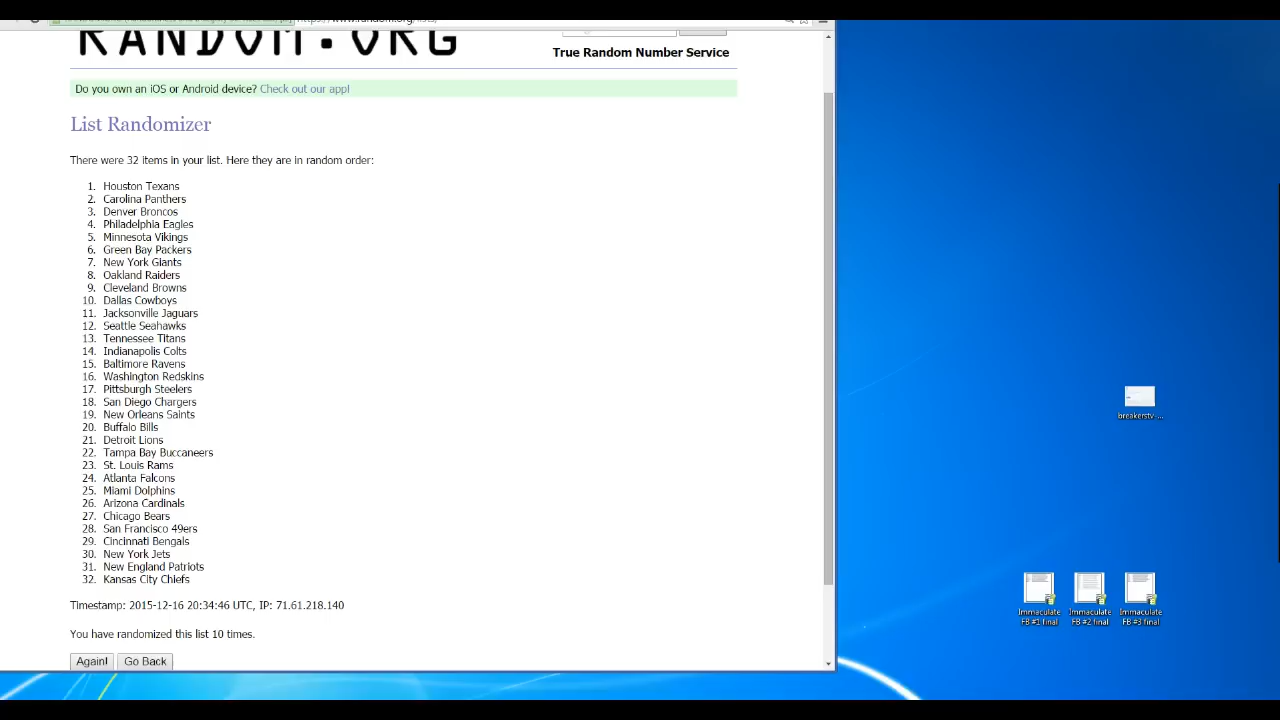 RANDOM.ORG
True Random Number Service
Do you own an iOS or Android device? Check out our app!
List Randomizer
There were 32 items in your list. Here they are in random order:
1. Houston Texans
2. Carolina Panthers
3. Denver Broncos
4. Philadelphia Eagles
5. Minnesota Vikings
6. Green Bay Packers
7. New York Giants
8. Oakland Raiders
9. Cleveland Browns
10. Dallas Cowboys
11. Jacksonville Jaguars
12. Seattle Seahawks
13. Tennessee Titans
14. Indianapolis Colts
15. Baltimore Ravens
16. Washington Redskins
17. Pittsburgh Steelers
18. San Diego Chargers
19. New Orleans Saints
20. Buffalo Bills
21. Detroit Lions
22. Tampa Bay Buccaneers
23. St. Louis Rams
24. Atlanta Falcons
25. Miami Dolphins
26. Arizona Cardinals
27. Chicago Bears
28. San Francisco 49ers
29. Cincinnati Bengals
30. New York Jets
31. New England Patriots
32. Kansas City Chiefs
Timestamp: 2015-12-16 20:34:46 UTC, IP: 71.61.218.140
You have randomized this list 10 times.
Again! Go Back
breakerstv-...
Immaculate FB #1.final
Immaculate FB #2.final
Immaculate FB #3.final